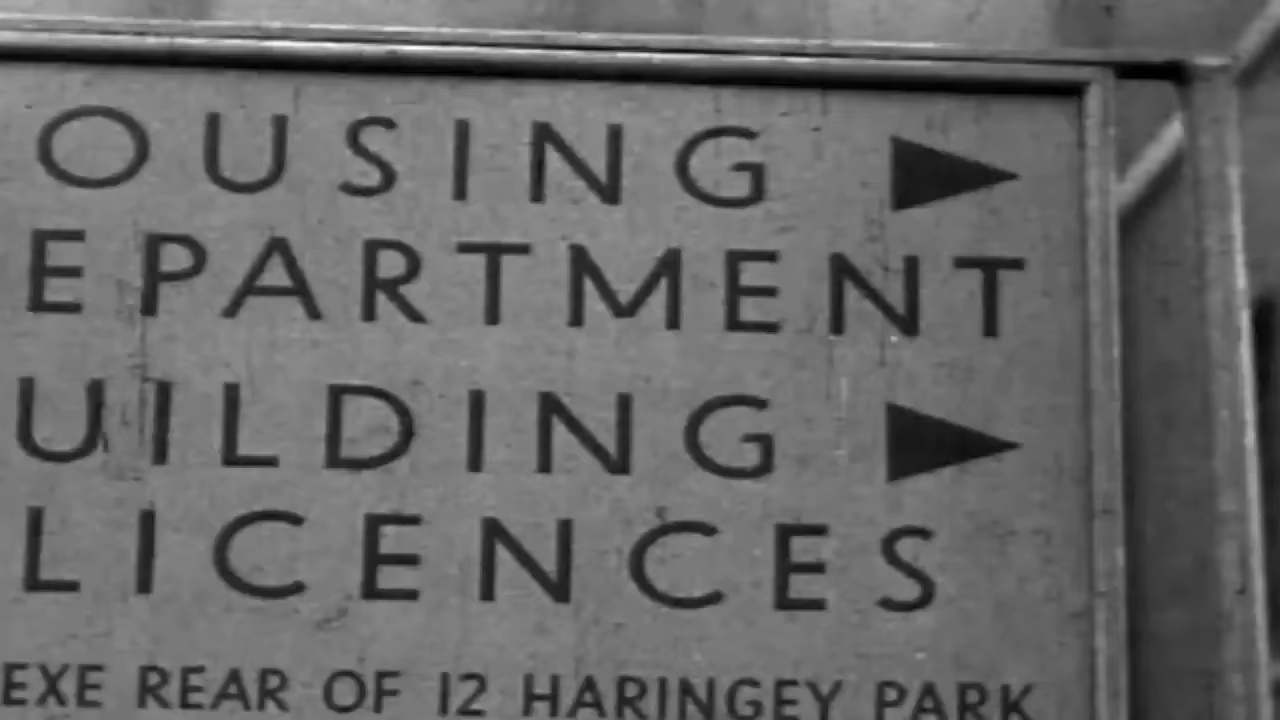 OUSING ▶
EPARTMENT
UILDING ▶
LICENCES
EXE REAR OF 12 HARINGEY PARK